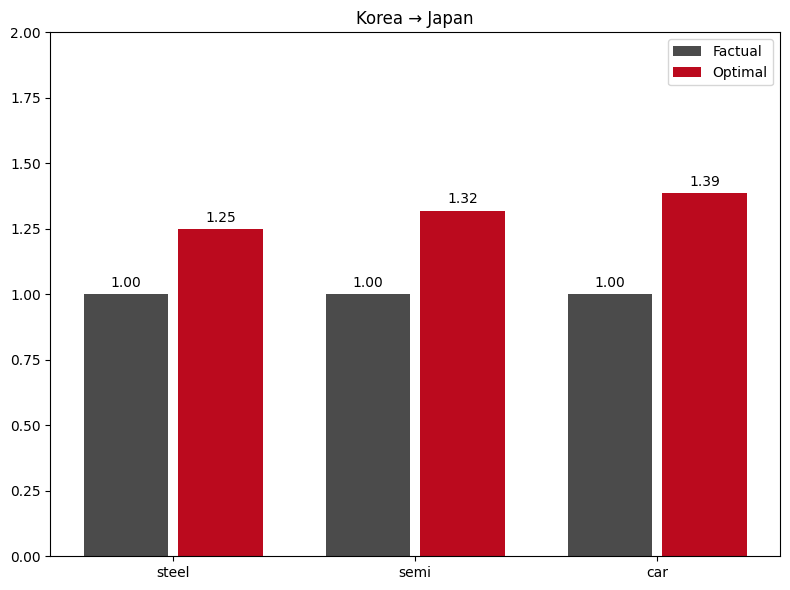 Korea → Japan
2.00
1.75
1.50
1.25
1.00
0.75
0.50
0.25
0.00
Factual
Optimal
1.00
1.25
1.00
1.32
1.00
1.39
steel
semi
car